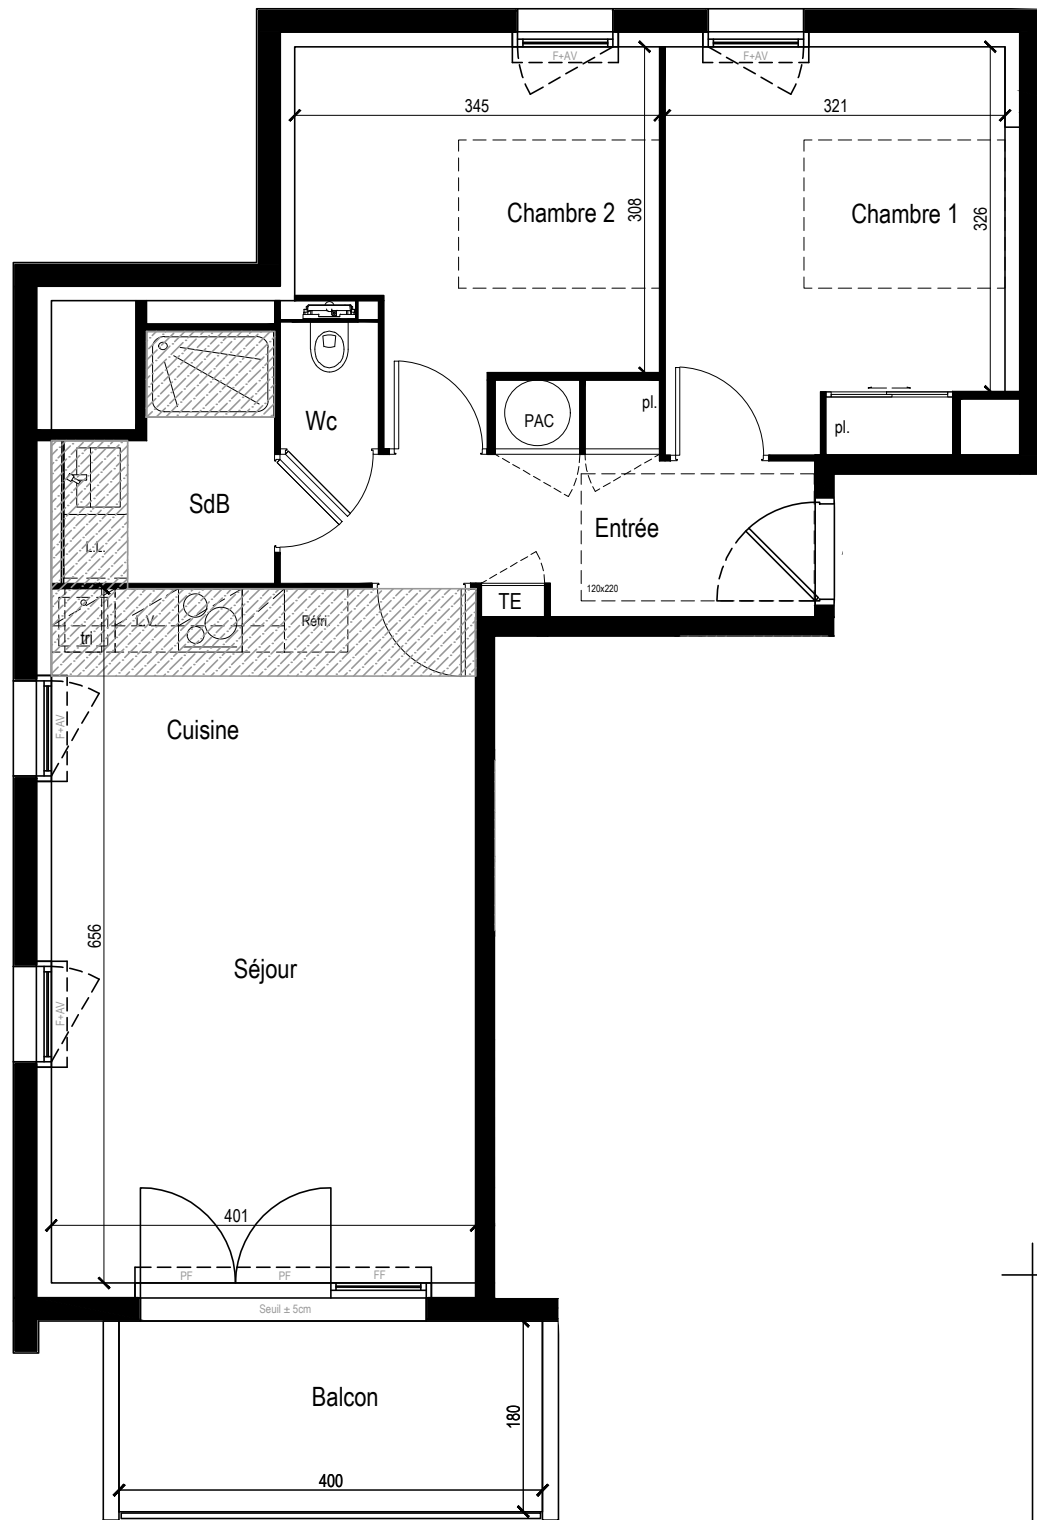 F+AV
F+AV
345
321
Chambre 2
308
Chambre 1
326
Wc
PAC
pl.
pl.
SdB
Entrée
L.L.
120x220
TE
tri
L.V.
Réfri
F+AV
Cuisine
656
Séjour
F+AV
401
PF
PF
FF
Seuil ± 5cm
Balcon
180
400